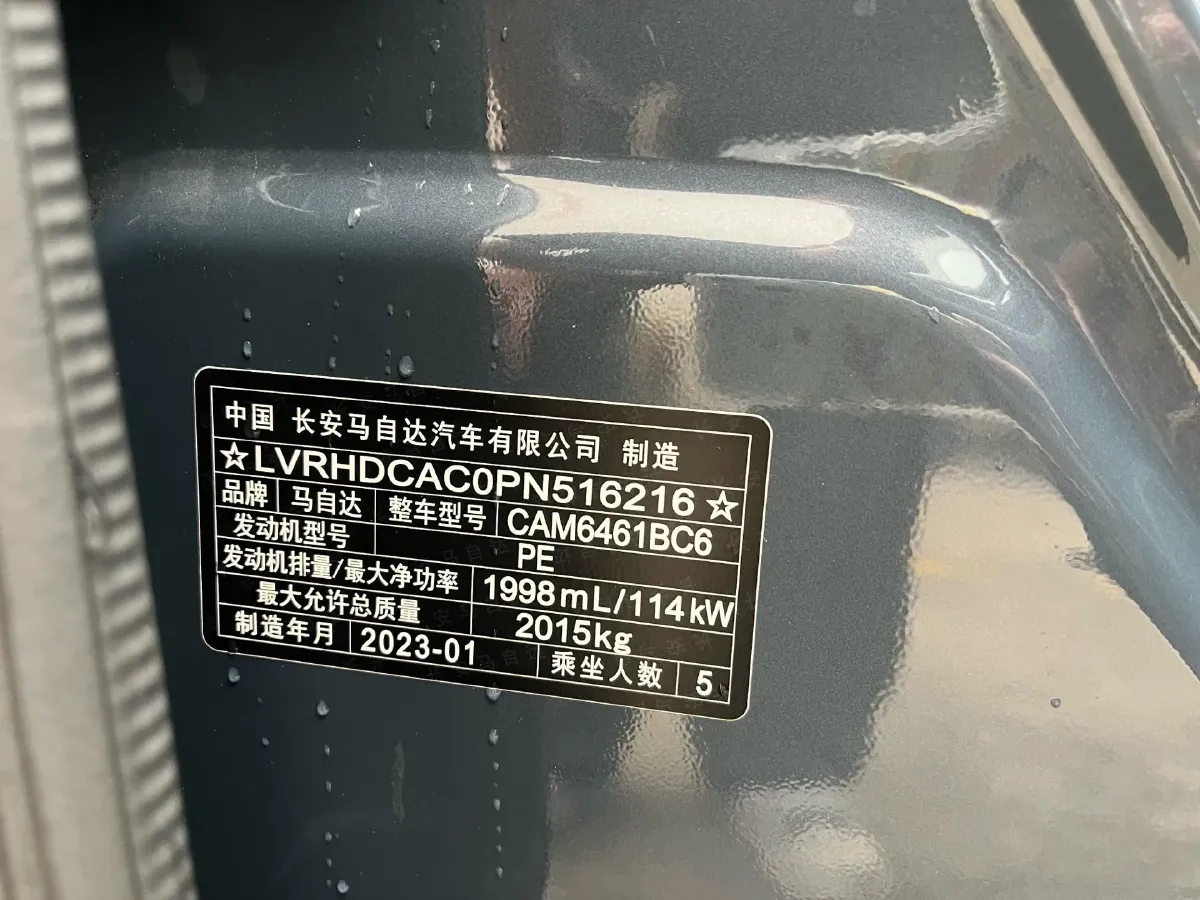 中国 长安马自达汽车有限公司 制造
☆LVRHDCAC0PN516216☆
品牌 马自达 整车型号 CAM6461BC6
发动机型号 PE
发动机排量/最大净功率 1998mL/114kW
最大允许总质量 2015kg
制造年月 2023-01 乘坐人数 5